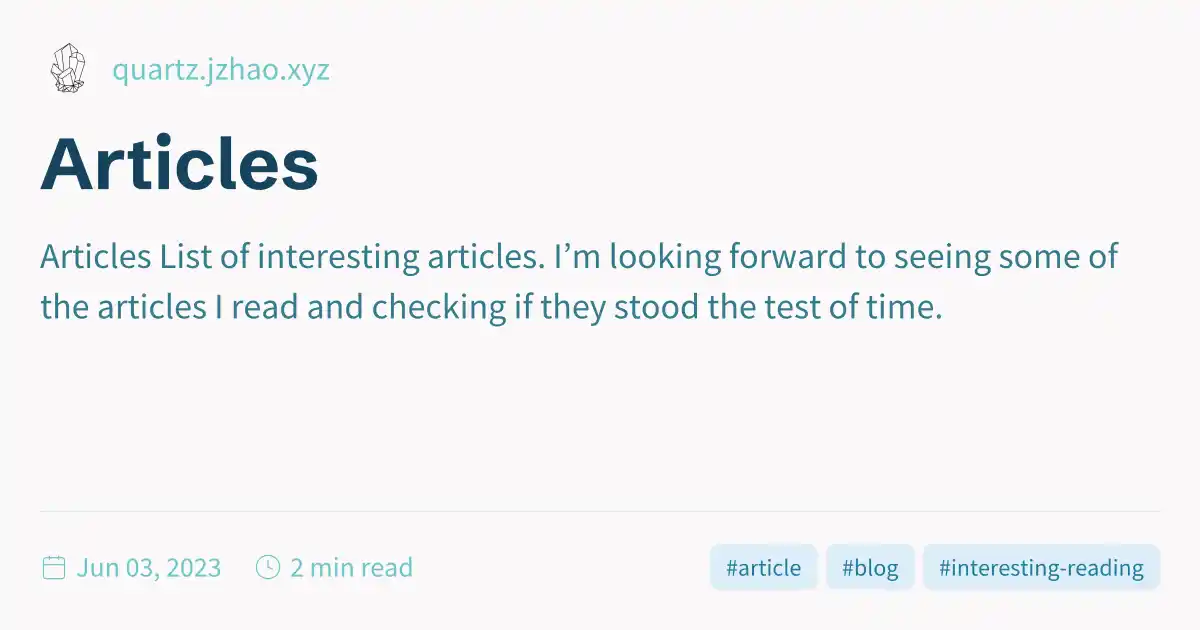 quartz.jzhao.xyz
Articles
Articles List of interesting articles. I’m looking forward to seeing some of
the articles I read and checking if they stood the test of time.
Jun 03, 2023 2 min read #article #blog #interesting-reading